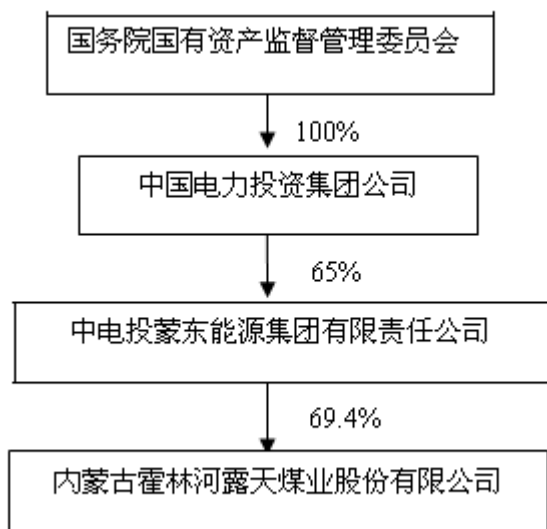 国务院国有资产监督管理委员会
100%
中国电力投资集团公司
65%
中电投蒙东能源集团有限责任公司
69.4%
内蒙古霍林河露天煤业股份有限公司